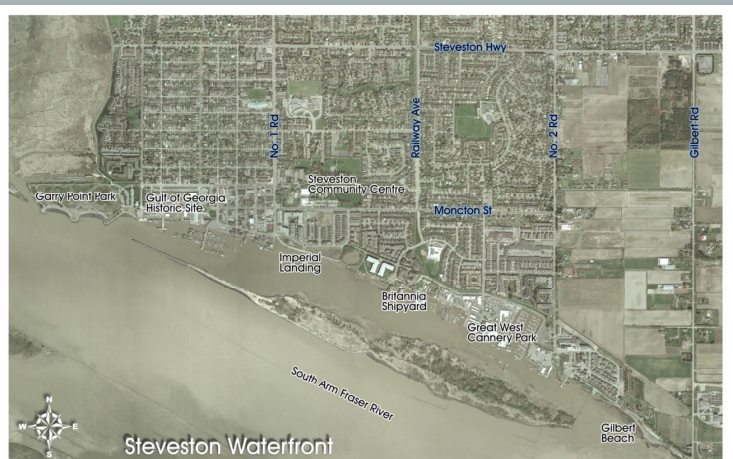 Steveston Hwy
No. 1 Rd
Railway Ave
No. 2 Rd
Gilbert Rd
Steveston
Community Centre
Garry Point Park
Gulf of Georgia
Historic Site
Moncton St
Imperial
Landing
Britannia
Shipyard
Great West
Cannery Park
South Arm Fraser River
Gilbert
Beach
N
W
E
S
Steveston Waterfront